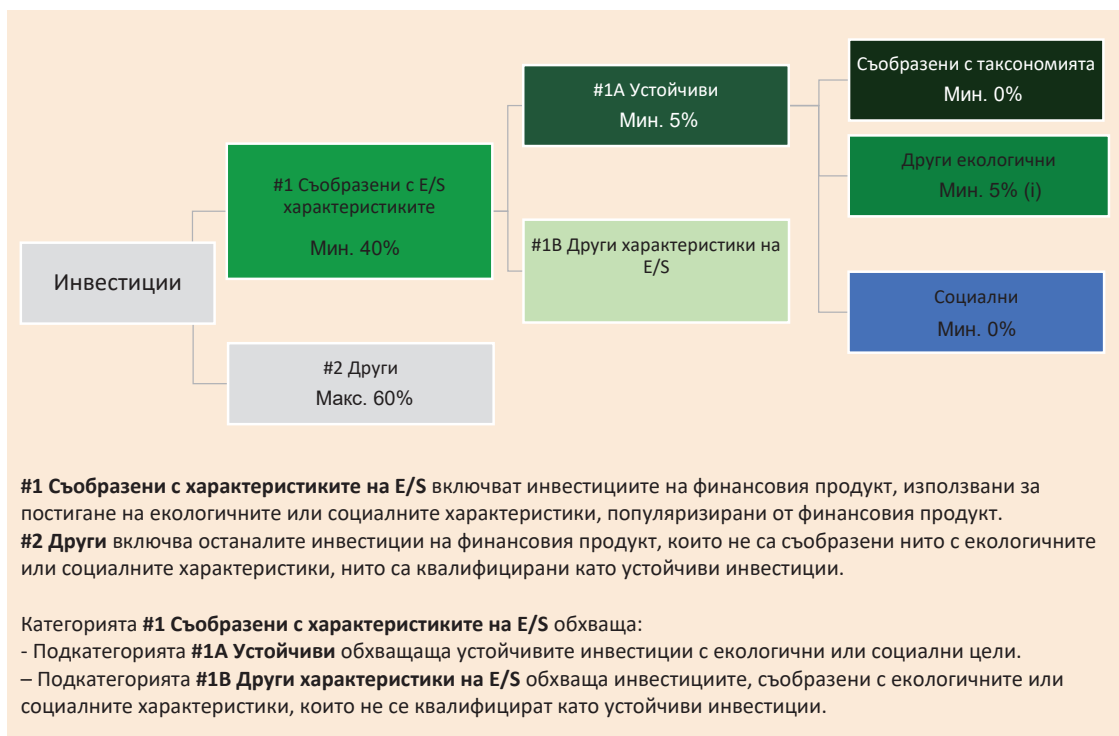 Инвестиции
#1 Съобразени с E/S
характеристиките
Мин. 40%
#2 Други
Макс. 60%
#1A Устойчиви
Мин. 5%
#1B Други характеристики на
E/S
Съобразени с таксономията
Мин. 0%
Други екологични
Мин. 5% (i)
Социални
Мин. 0%
#1 Съобразени с характеристиките на E/S включват инвестициите на финансовия продукт, използвани за
постигане на екологичните или социалните характеристики, популяризирани от финансовия продукт.
#2 Други включва останалите инвестиции на финансовия продукт, които не са съобразени нито с екологичните
или социалните характеристики, нито са квалифицирани като устойчиви инвестиции.
Категорията #1 Съобразени с характеристиките на E/S обхваща:
- Подкатегорията #1A Устойчиви обхващаща устойчивите инвестиции с екологични или социални цели.
– Подкатегорията #1B Други характеристики на E/S обхваща инвестициите, съобразени с екологичните или
социалните характеристики, които не се квалифицират като устойчиви инвестиции.